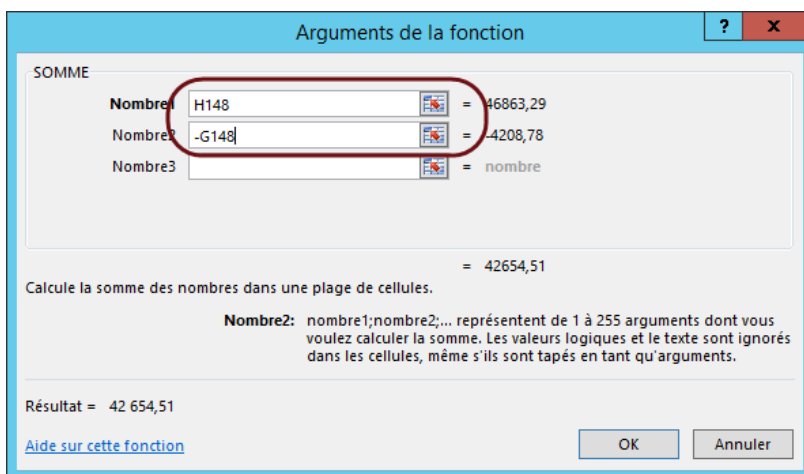 Arguments de la fonction
? x
SOMME
Nombre1 H148 = 46863,29
Nombre2 -G148 = -4208,78
Nombre3 = nombre
= 42654,51
Calcule la somme des nombres dans une plage de cellules.
Nombre2: nombre1;nombre2;... représentent de 1 à 255 arguments dont vous
voulez calculer la somme. Les valeurs logiques et le texte sont ignorés
dans les cellules, même s'ils sont tapés en tant qu'arguments.
Résultat = 42 654,51
Aide sur cette fonction OK Annuler